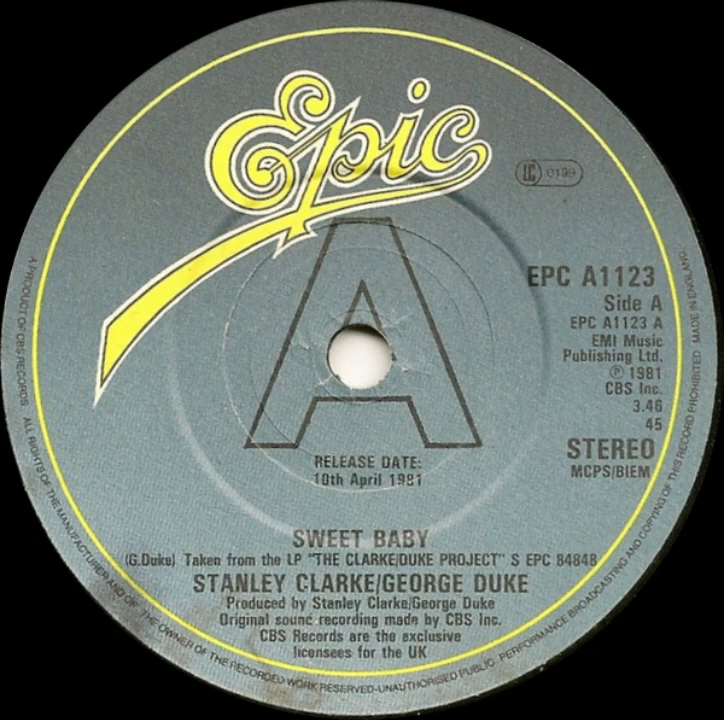 Epic
LC 0199
A
EPC A1123
Side A
EPC A1123 A
EMI Music
Publishing Ltd.
℗ 1981
CBS Inc.
3.46
45
STEREO
MCPS/BIEM
RELEASE DATE:
10th April 1981
SWEET BABY
(G.Duke) Taken from the LP "THE CLARKE/DUKE PROJECT" S EPC 84848
STANLEY CLARKE/GEORGE DUKE
Produced by Stanley Clarke/George Duke
Original sound recording made by CBS Inc.
CBS Records are the exclusive
licensees for the UK
A PRODUCT OF CBS RECORDS ALL RIGHTS OF THE MANUFACTURER AND OF THE OWNER OF THE RECORDED WORK RESERVED-UNAUTHORISED PUBLIC PERFORMANCE BROADCASTING AND COPYING OF THIS RECORD PROHIBITED MADE IN ENGLAND